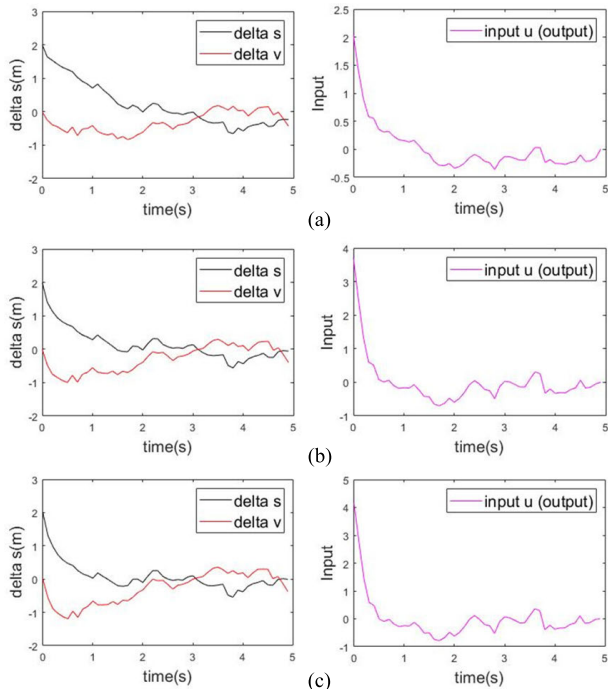 3
2
1
0
-1
-2
delta s(m)
delta s
delta v
0 1 2 3 4 5
time(s)
2.5
2
1.5
1
0.5
0
-0.5
Input
input u (output)
0 1 2 3 4 5
time(s)
(a)
3
2
1
0
-1
-2
delta s(m)
delta s
delta v
0 1 2 3 4 5
time(s)
4
3
2
1
0
-1
Input
input u (output)
0 1 2 3 4 5
time(s)
(b)
3
2
1
0
-1
-2
delta s(m)
delta s
delta v
0 1 2 3 4 5
time(s)
5
4
3
2
1
0
-1
Input
input u (output)
0 1 2 3 4 5
time(s)
(c)